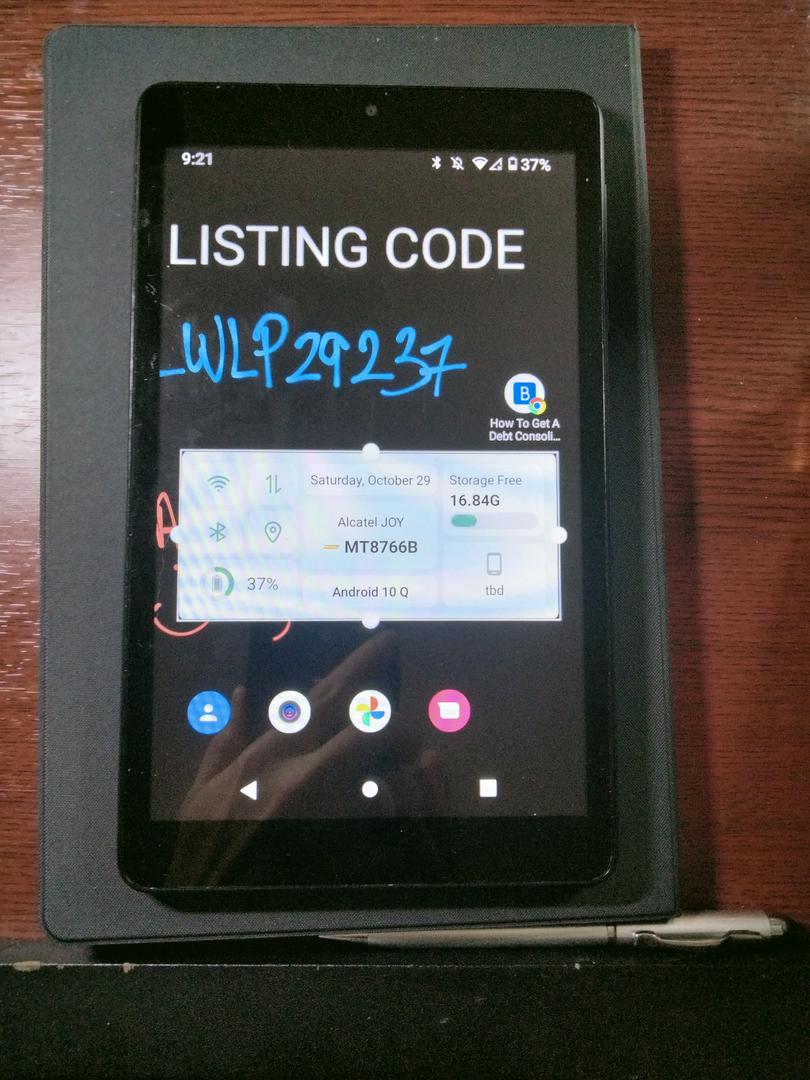 9:21
37%
LISTING CODE
_WLP29237
B
How To Get A
Debt Consoli...
Saturday, October 29
Storage Free
16.84G
Alcatel JOY
MT8766B
37%
Android 10 Q
tbd